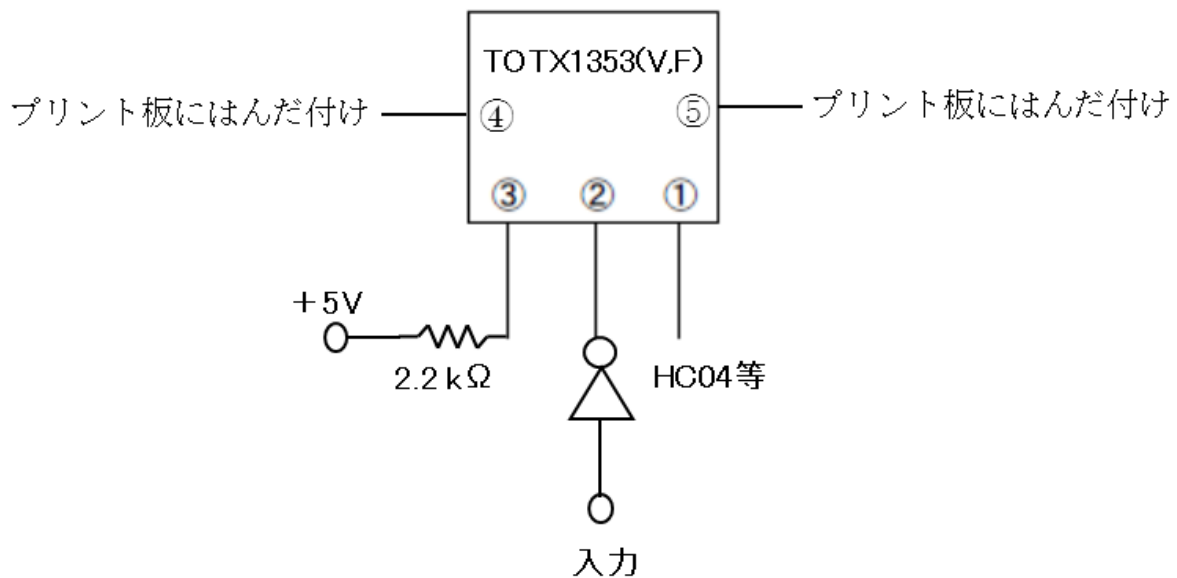 TOTX1353(V,F)
プリント板にはんだ付け
④
⑤
プリント板にはんだ付け
③ ② ①
+5V
2.2kΩ
HC04等
入力